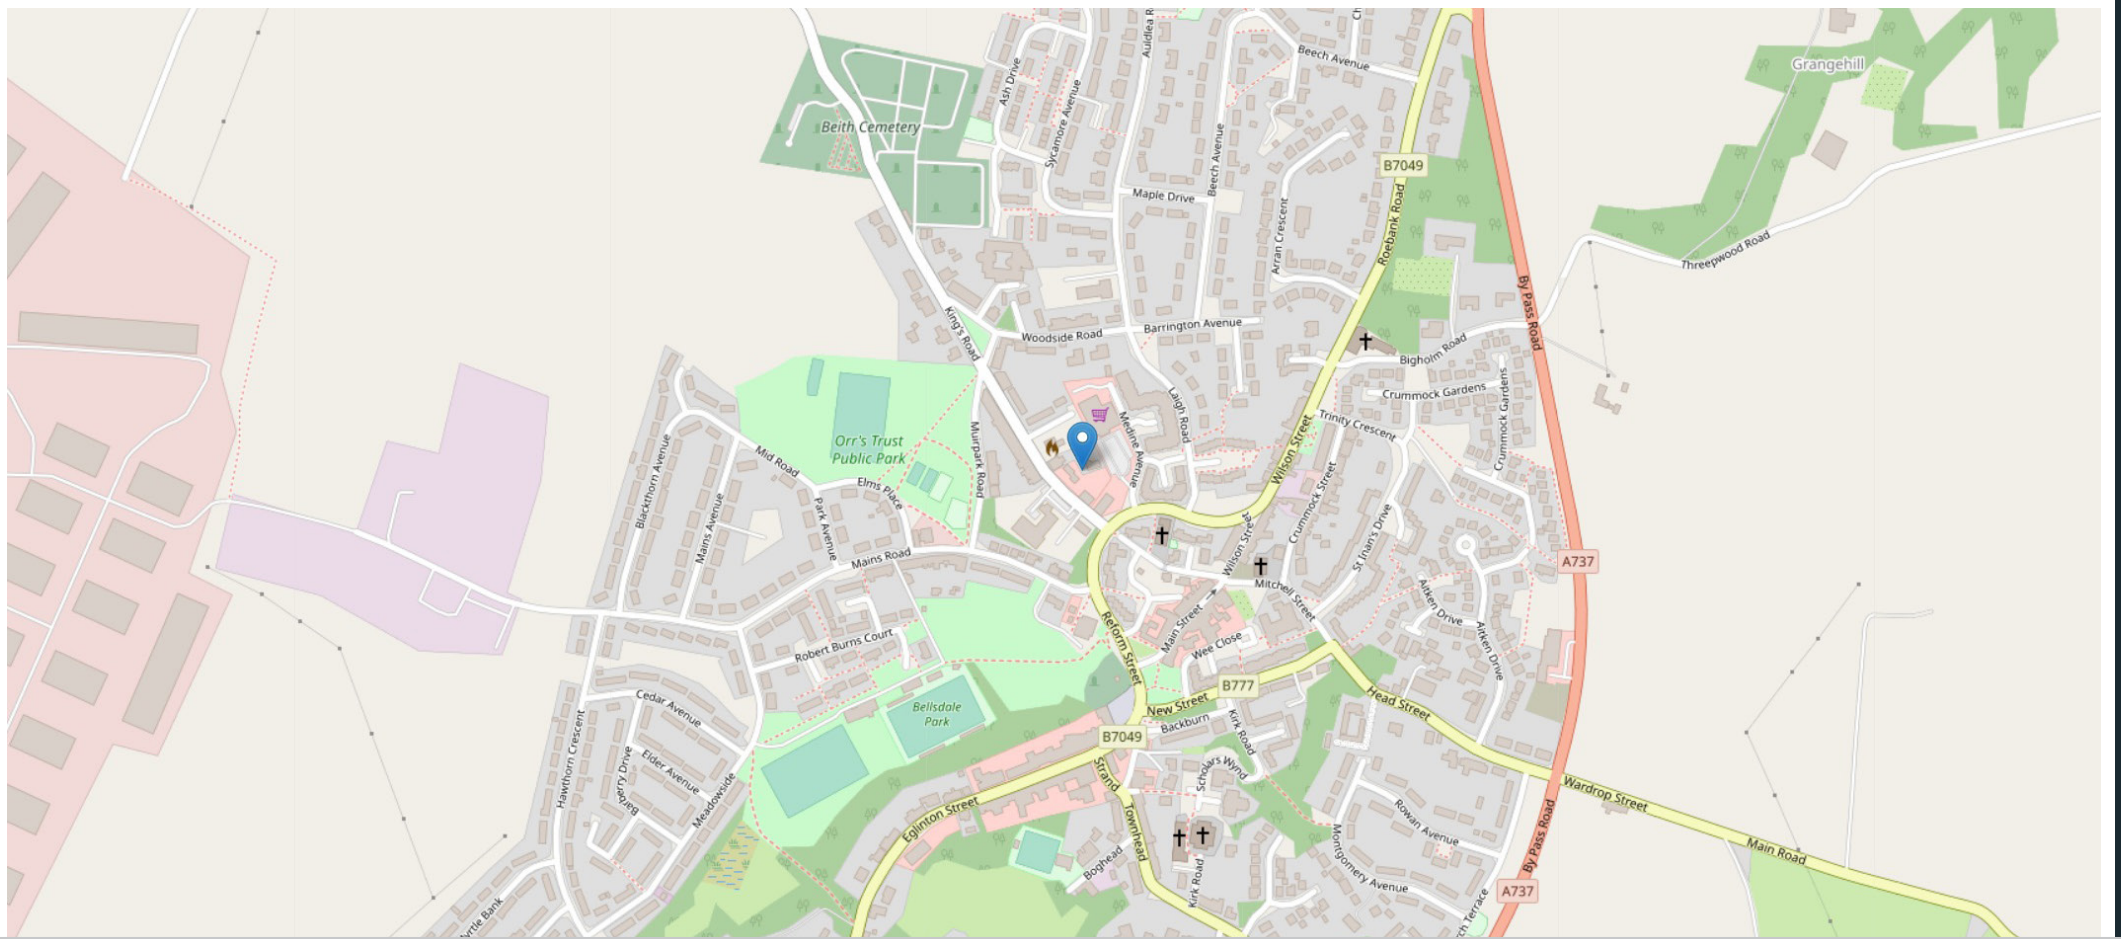 Ash Drive
Auldlea R
Ch
Beech Avenue
Grangehill
Beith Cemetery
Sycamore Avenue
Beech Avenue
B7049
Maple Drive
Arran Crescent
Roebank Road
Threepwood Road
By Pass Road
King's Road
Woodside Road
Barrington Avenue
Bigholm Road
Crummock Gardens
Crummock Gardens
Laigh Road
Medine Avenue
Trinity Crescent
Wilson Street
Orr's Trust
Public Park
Muirpark Road
Mid Road
Elms Place
Blackthorn Avenue
Mains Avenue
Park Avenue
Mains Road
Crummock Street
Wilson Street
St Inan's Drive
A737
Mitchell Street
Aitken Drive
Aitken Drive
Reform Street
Main Street
Wee Close
Robert Burns Court
B777
New Street
Head Street
Cedar Avenue
Bellsdale
Park
Hawthorn Crescent
Barberry Drive
Elder Avenue
Meadowside
B7049
Backburn
Kirk Road
Scholars Wynd
Strand
Eglinton Street
Townhead
Wardrop Street
Rowan Avenue
By Pass Road
Main Road
Montgomery Avenue
Boghead
Kirk Road
A737
yrtle Bank
ch Terrace